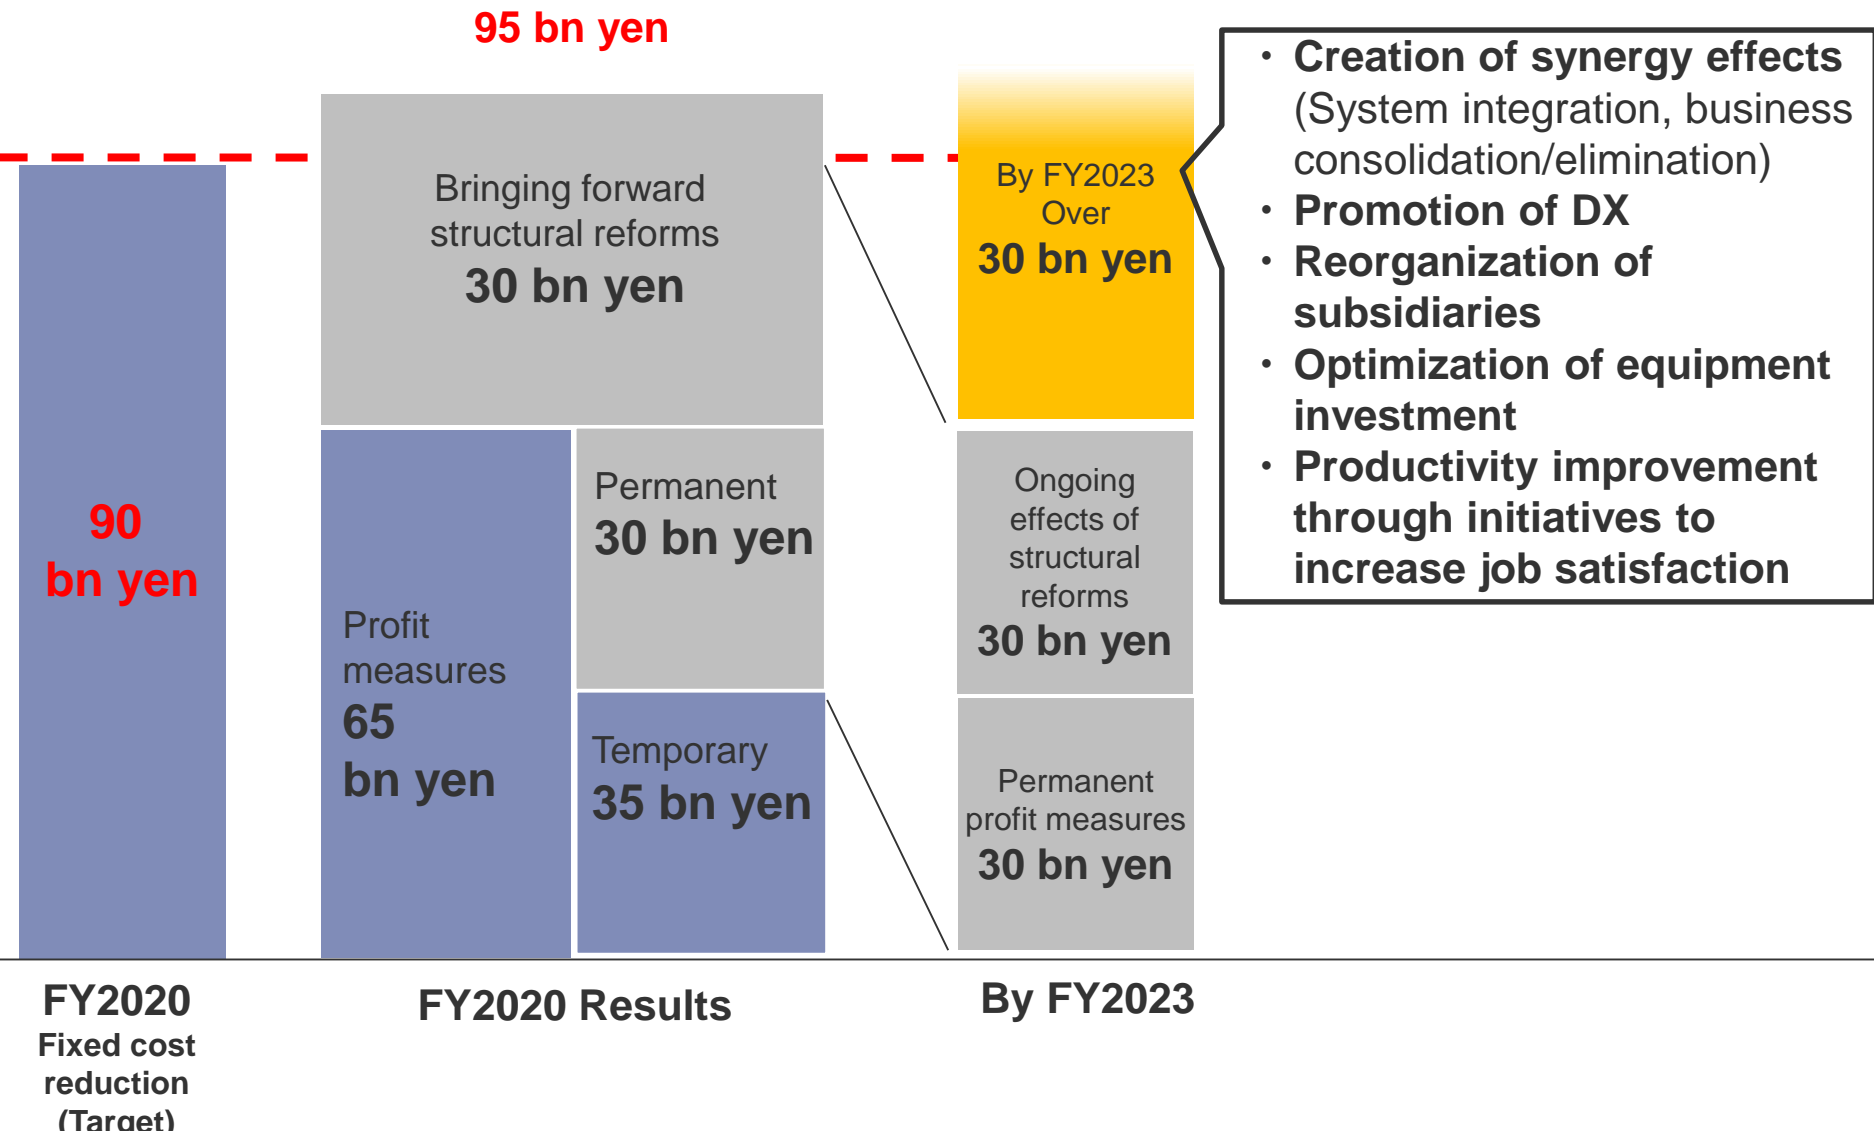 95 bn yen
90
bn yen
Bringing forward
structural reforms
30 bn yen
Profit
measures
65
bn yen
Permanent
30 bn yen
Temporary
35 bn yen
By FY2023
Over
30 bn yen
Ongoing
effects of
structural
reforms
30 bn yen
Permanent
profit measures
30 bn yen
・Creation of synergy effects
(System integration, business
consolidation/elimination)
・Promotion of DX
・Reorganization of
subsidiaries
・Optimization of equipment
investment
・Productivity improvement
through initiatives to
increase job satisfaction
FY2020
Fixed cost
reduction
(Target)
FY2020 Results
By FY2023